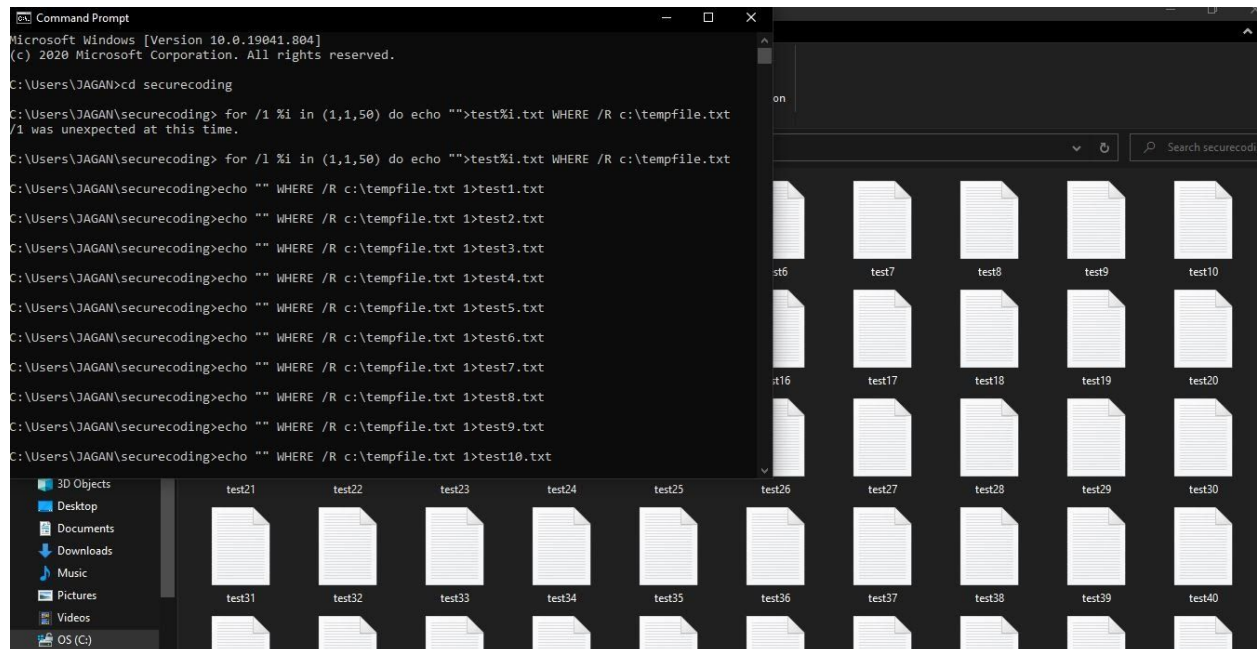 Command Prompt
Microsoft Windows [Version 10.0.19041.804]
(c) 2020 Microsoft Corporation. All rights reserved.
C:\Users\JAGAN>cd securecoding
C:\Users\JAGAN\securecoding> for /1 %i in (1,1,50) do echo "">test%i.txt WHERE /R c:\tempfile.txt
/1 was unexpected at this time.
C:\Users\JAGAN\securecoding> for /l %i in (1,1,50) do echo "">test%i.txt WHERE /R c:\tempfile.txt
C:\Users\JAGAN\securecoding>echo "" WHERE /R c:\tempfile.txt 1>test1.txt
C:\Users\JAGAN\securecoding>echo "" WHERE /R c:\tempfile.txt 1>test2.txt
C:\Users\JAGAN\securecoding>echo "" WHERE /R c:\tempfile.txt 1>test3.txt
C:\Users\JAGAN\securecoding>echo "" WHERE /R c:\tempfile.txt 1>test4.txt
C:\Users\JAGAN\securecoding>echo "" WHERE /R c:\tempfile.txt 1>test5.txt
C:\Users\JAGAN\securecoding>echo "" WHERE /R c:\tempfile.txt 1>test6.txt
C:\Users\JAGAN\securecoding>echo "" WHERE /R c:\tempfile.txt 1>test7.txt
C:\Users\JAGAN\securecoding>echo "" WHERE /R c:\tempfile.txt 1>test8.txt
C:\Users\JAGAN\securecoding>echo "" WHERE /R c:\tempfile.txt 1>test9.txt
C:\Users\JAGAN\securecoding>echo "" WHERE /R c:\tempfile.txt 1>test10.txt
on
Search securecodi
st6 test7 test8 test9 test10
st16 test17 test18 test19 test20
3D Objects
Desktop
Documents
Downloads
Music
Pictures
Videos
OS (C:)
test21 test22 test23 test24 test25 test26 test27 test28 test29 test30
test31 test32 test33 test34 test35 test36 test37 test38 test39 test40